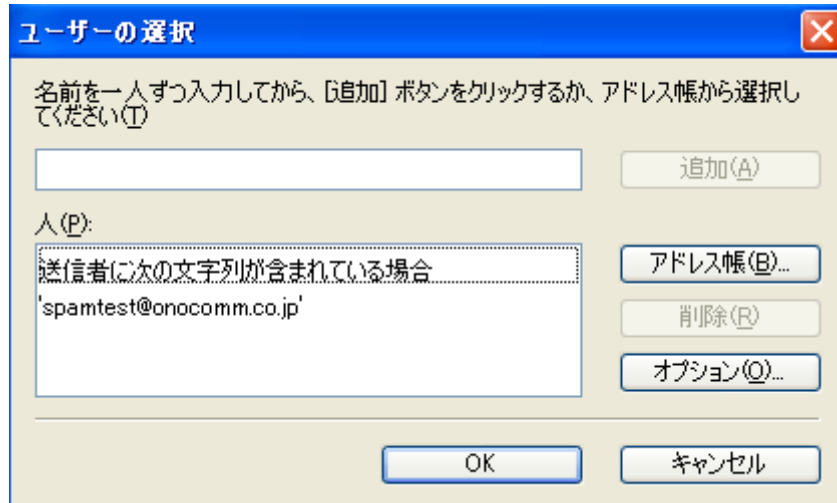 ユーザーの選択
名前を一人ずつ入力してから、[追加] ボタンをクリックするか、アドレス帳から選択し
てください(T)
追加(A)
人(P):
送信者に次の文字列が含まれている場合
'spamtest@onocomm.co.jp'
アドレス帳(B)...
削除(R)
オプション(O)...
OK
キャンセル